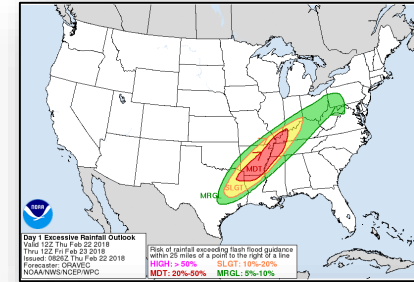 MDT
SLGT
MRGL
NOAA
Day 1 Excessive Rainfall Outlook
Valid 12Z Thu Feb 22 2018
Thru 12Z Fri Feb 23 2018
Issued: 0826Z Thu Feb 22 2018
Forecaster: ORAVEC
NOAA/NWS/NCEP/WPC
Risk of rainfall exceeding flash flood guidance
within 25 miles of a point to the right of a line
HIGH: > 50% SLGT: 10%-20%
MDT: 20%-50% MRGL: 5%-10%